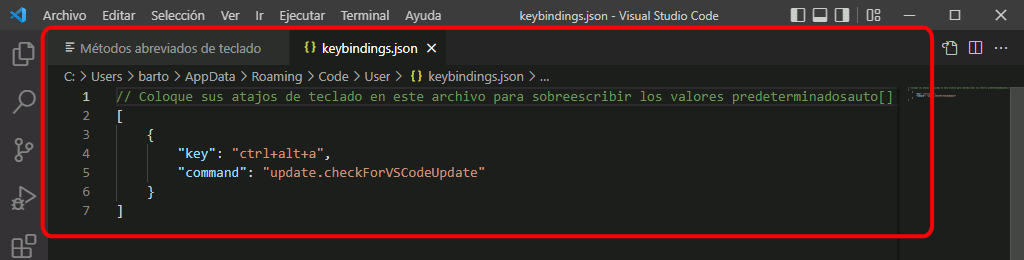 Archivo Editar Selección Ver Ir Ejecutar Terminal Ayuda keybindings.json - Visual Studio Code
Métodos abreviados de teclado {} keybindings.json
C: > Users > barto > AppData > Roaming > Code > User > {} keybindings.json > ...
1 // Coloque sus atajos de teclado en este archivo para sobreescribir los valores predeterminadosauto[]
2 [
3 {
4 "key": "ctrl+alt+a",
5 "command": "update.checkForVSCodeUpdate"
6 }
7 ]